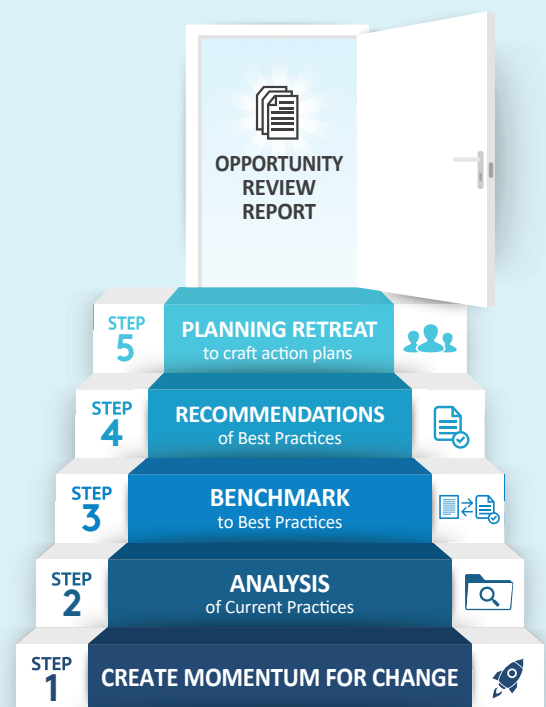 OPPORTUNITY
REVIEW
REPORT
STEP
5
PLANNING RETREAT
to craft action plans
STEP
4
RECOMMENDATIONS
of Best Practices
STEP
3
BENCHMARK
to Best Practices
STEP
2
ANALYSIS
of Current Practices
STEP
1
CREATE MOMENTUM FOR CHANGE